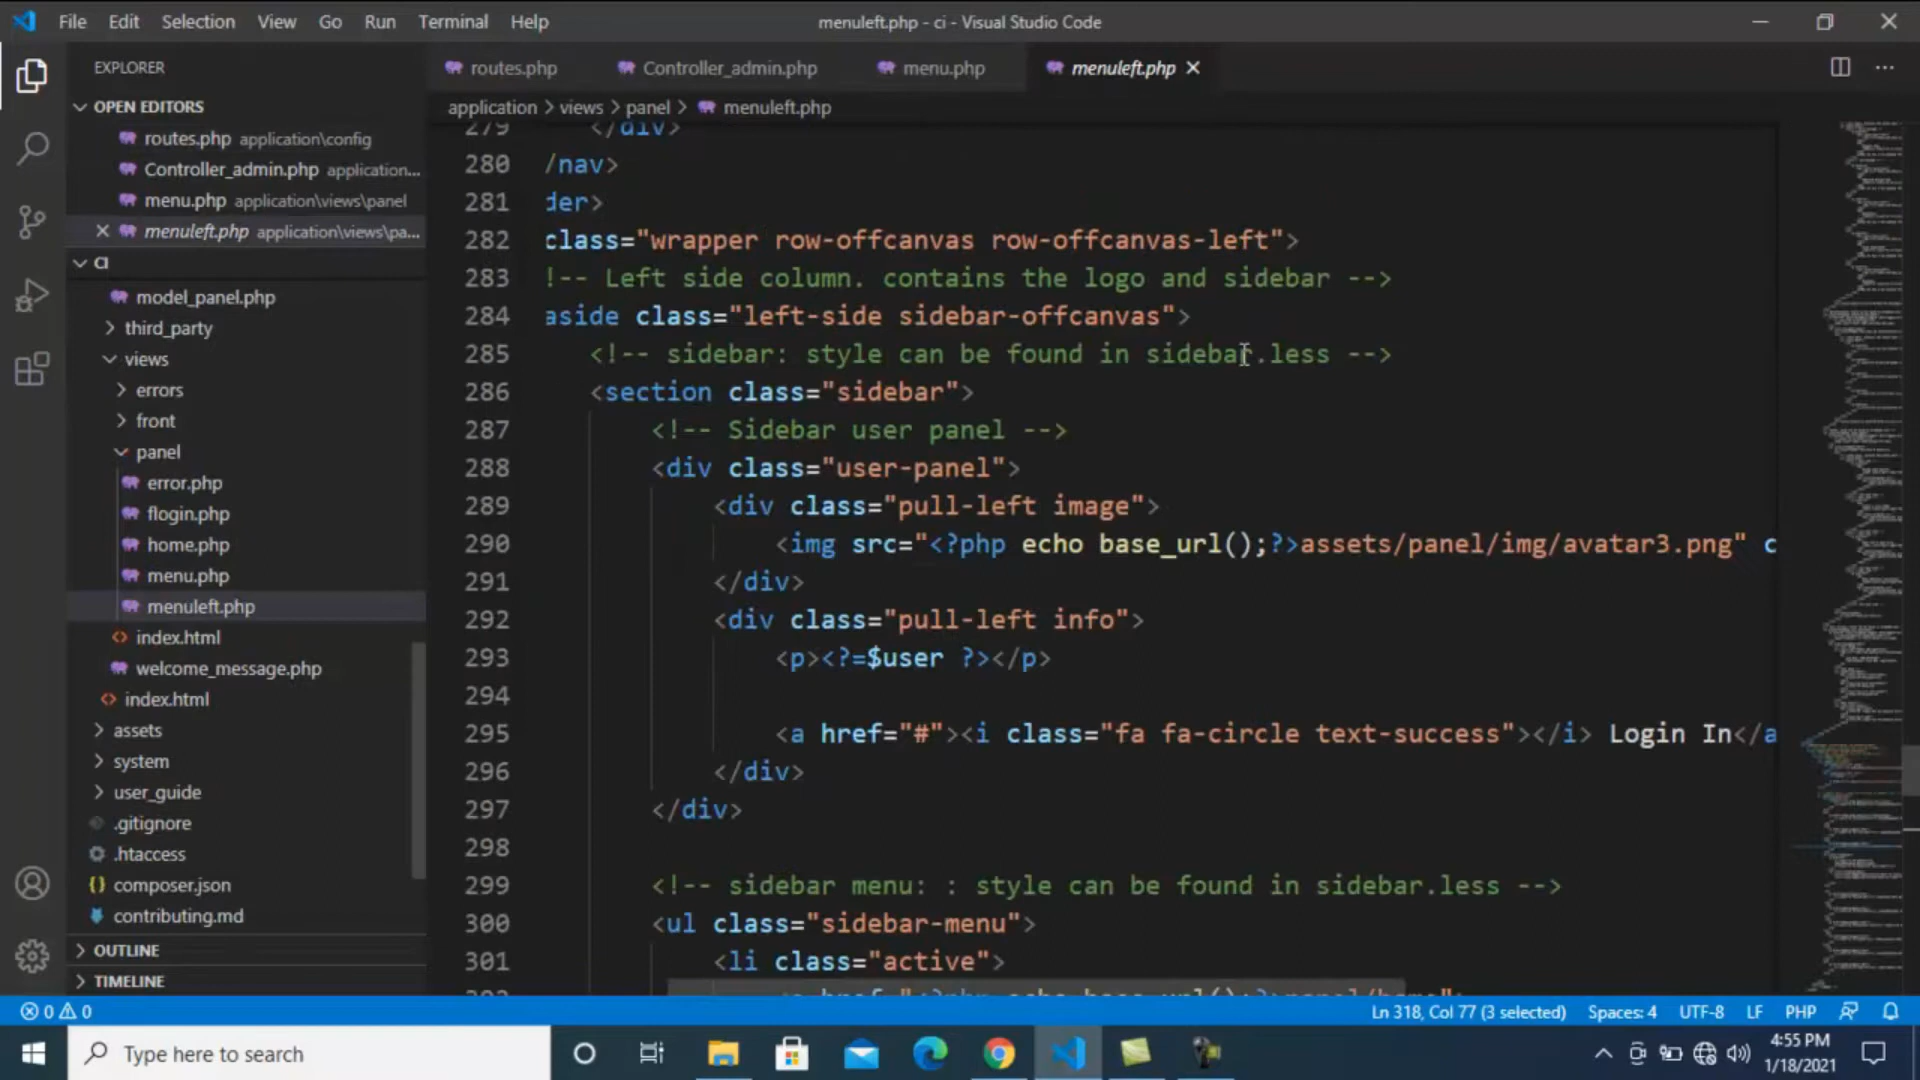 File Edit Selection View Go Run Terminal Help
menuleft.php - ci - Visual Studio Code
EXPLORER
OPEN EDITORS
routes.php application\config
Controller_admin.php application...
menu.php application\views\panel
menuleft.php application\views\pa...
CI
model_panel.php
third_party
views
errors
front
panel
error.php
flogin.php
home.php
menu.php
menuleft.php
index.html
welcome_message.php
index.html
assets
system
user_guide
.gitignore
.htaccess
composer.json
contributing.md
OUTLINE
TIMELINE
routes.php Controller_admin.php menu.php menuleft.php
application > views > panel > menuleft.php
279 </div>
280 /nav>
281 der>
282 class="wrapper row-offcanvas row-offcanvas-left">
283 !-- Left side column. contains the logo and sidebar -->
284 aside class="left-side sidebar-offcanvas">
285 <!-- sidebar: style can be found in sidebar.less -->
286 <section class="sidebar">
287 <!-- Sidebar user panel -->
288 <div class="user-panel">
289 <div class="pull-left image">
290 <img src="<?php echo base_url();?>assets/panel/img/avatar3.png" c
291 </div>
292 <div class="pull-left info">
293 <p><?=$user ?></p>
294
295 <a href="#"><i class="fa fa-circle text-success"></i> Login In</a
296 </div>
297 </div>
298
299 <!-- sidebar menu: : style can be found in sidebar.less -->
300 <ul class="sidebar-menu">
301 <li class="active">
0 0 Ln 318, Col 77 (3 selected) Spaces: 4 UTF-8 LF PHP
Type here to search
4:55 PM
1/18/2021